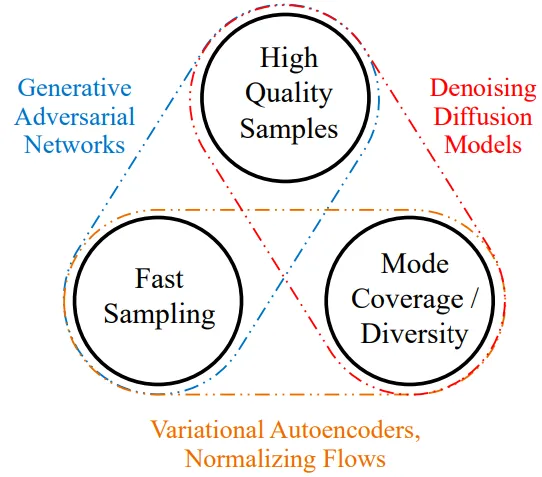 High
Quality
Samples
Generative
Adversarial
Networks
Denoising
Diffusion
Models
Fast
Sampling
Mode
Coverage /
Diversity
Variational Autoencoders,
Normalizing Flows